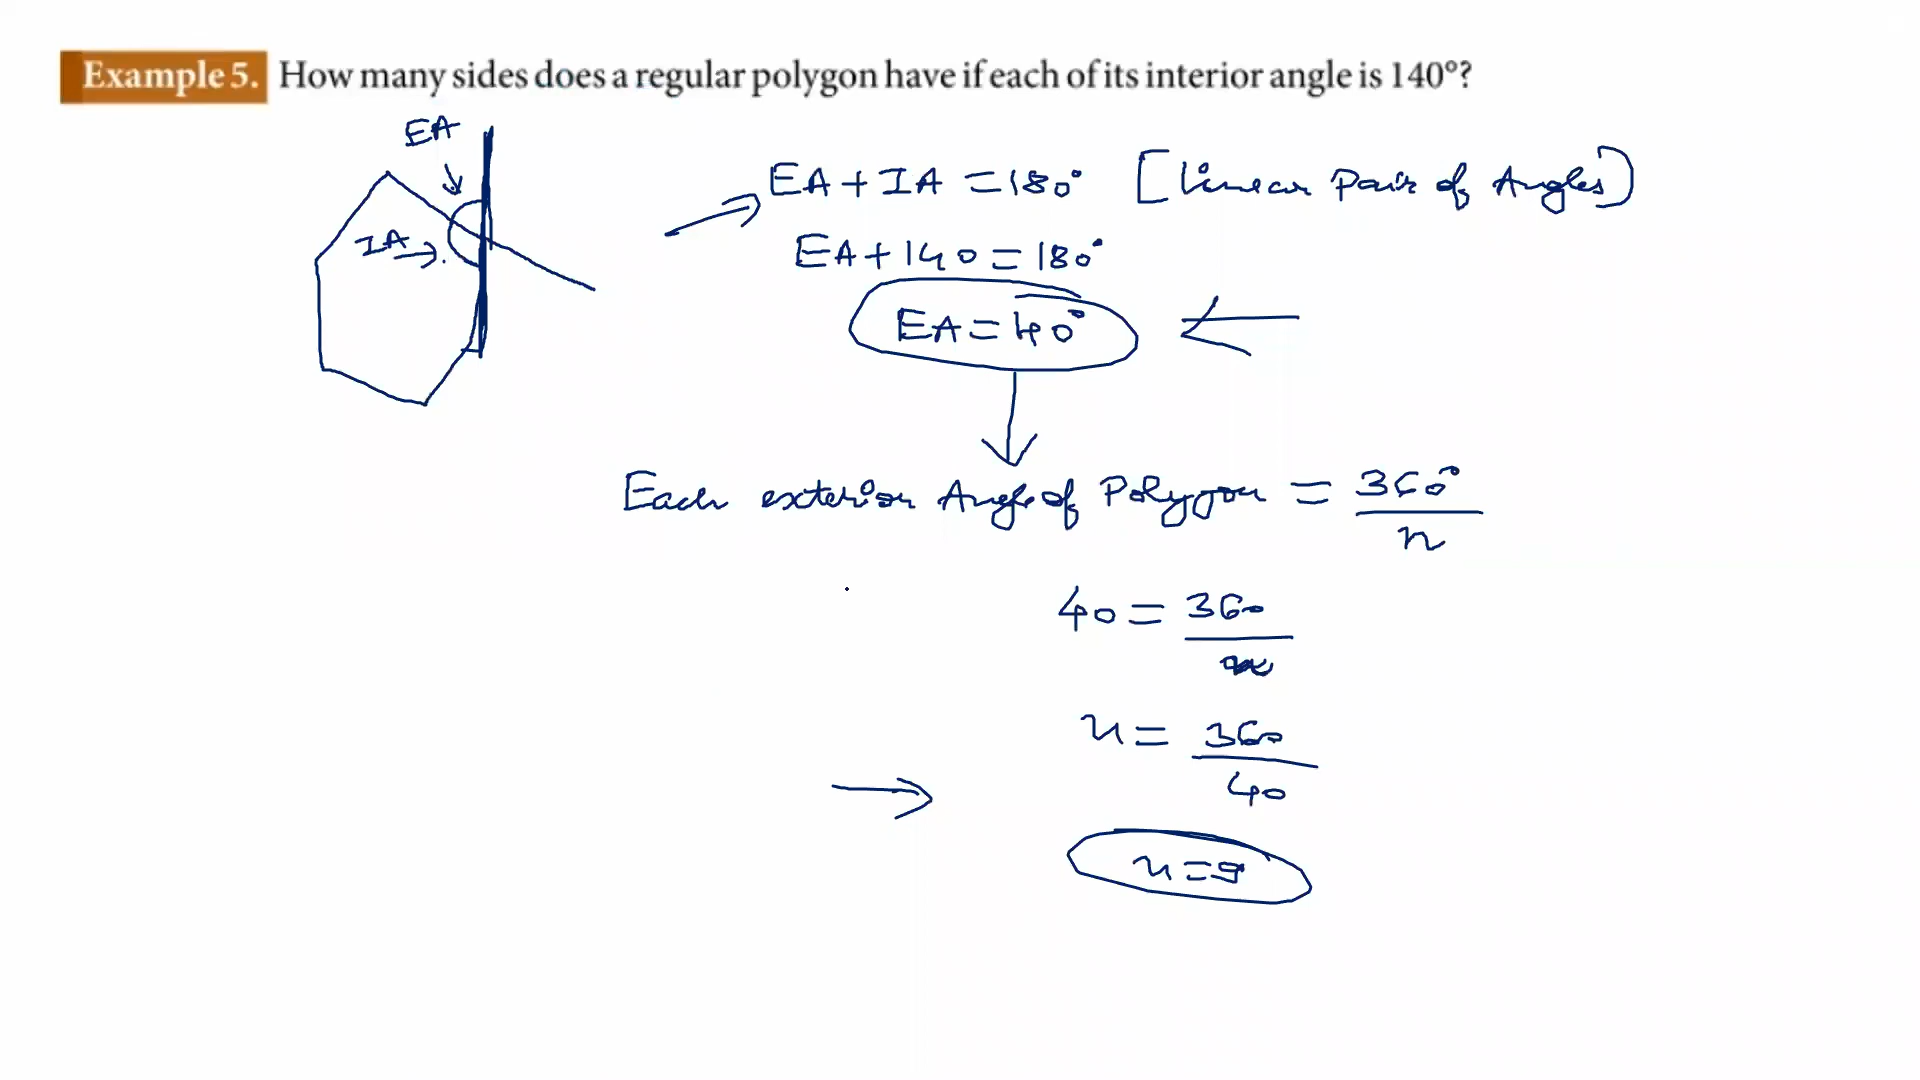 Example 5. How many sides does a regular polygon have if each of its interior angle is 140°?
EA
IA
EA + IA = 180° [linear Pair of Angles]
EA + 140 = 180°
EA = 40°
Each exterior Angle of Polygon = 360° / n
40 = 360 / n
n = 360 / 40
n = 9